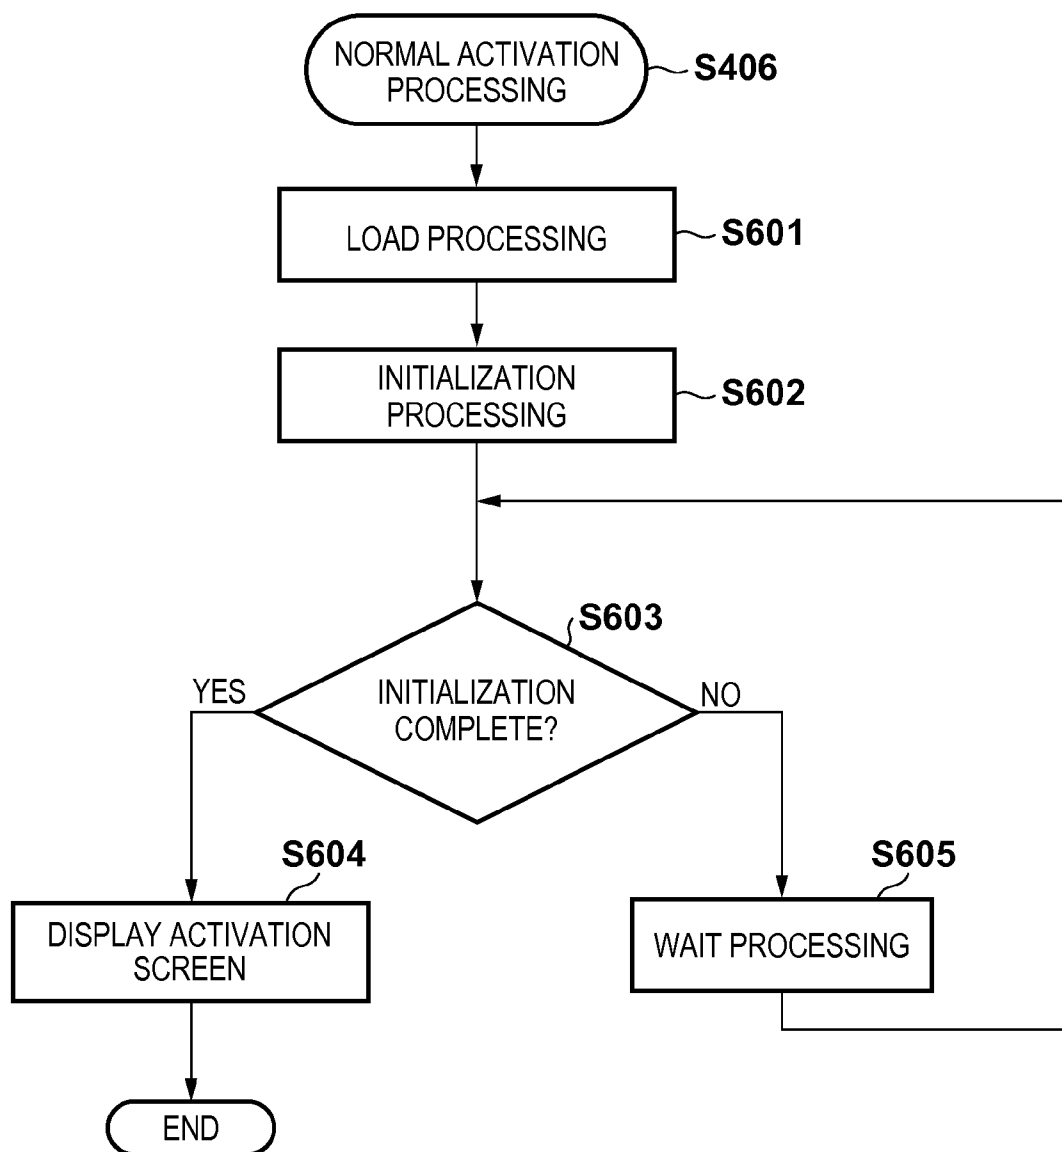 NORMAL ACTIVATION
PROCESSING
S406
LOAD PROCESSING
S601
INITIALIZATION
PROCESSING
S602
S603
YES
INITIALIZATION
COMPLETE?
NO
S604
DISPLAY ACTIVATION
SCREEN
S605
WAIT PROCESSING
END